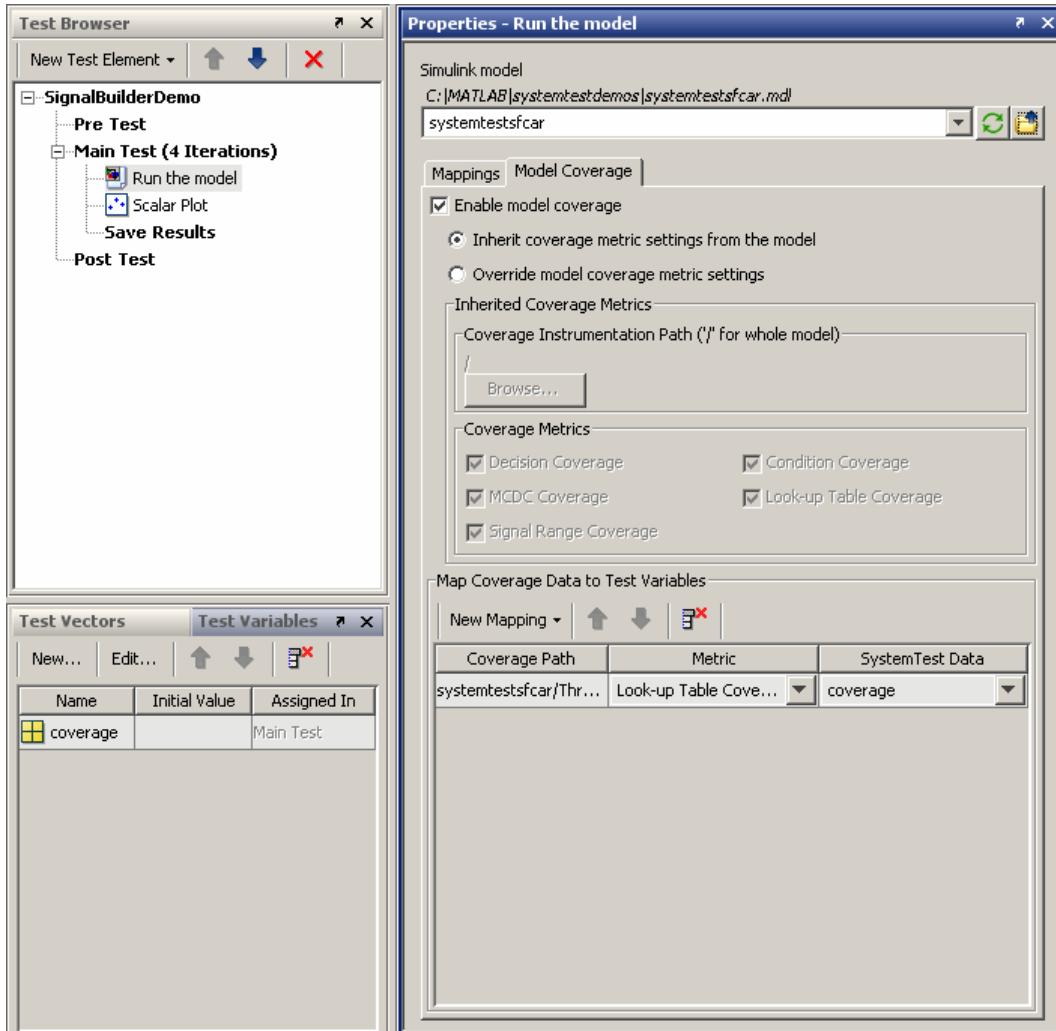 Test Browser
New Test Element
SignalBuilderDemo
Pre Test
Main Test (4 Iterations)
Run the model
Scalar Plot
Save Results
Post Test
Test Vectors
Test Variables
New...
Edit...
Name Initial Value Assigned In
coverage Main Test
Properties - Run the model
Simulink model
C:|MATLAB|systemtestdemos|systemtestsfcar.mdl
systemtestsfcar
Mappings
Model Coverage
Enable model coverage
Inherit coverage metric settings from the model
Override model coverage metric settings
Inherited Coverage Metrics
Coverage Instrumentation Path ('/' for whole model)
/
Browse...
Coverage Metrics
Decision Coverage
Condition Coverage
MCDC Coverage
Look-up Table Coverage
Signal Range Coverage
Map Coverage Data to Test Variables
New Mapping
Coverage Path Metric SystemTest Data
systemtestsfcar/Thr... Look-up Table Cove... coverage